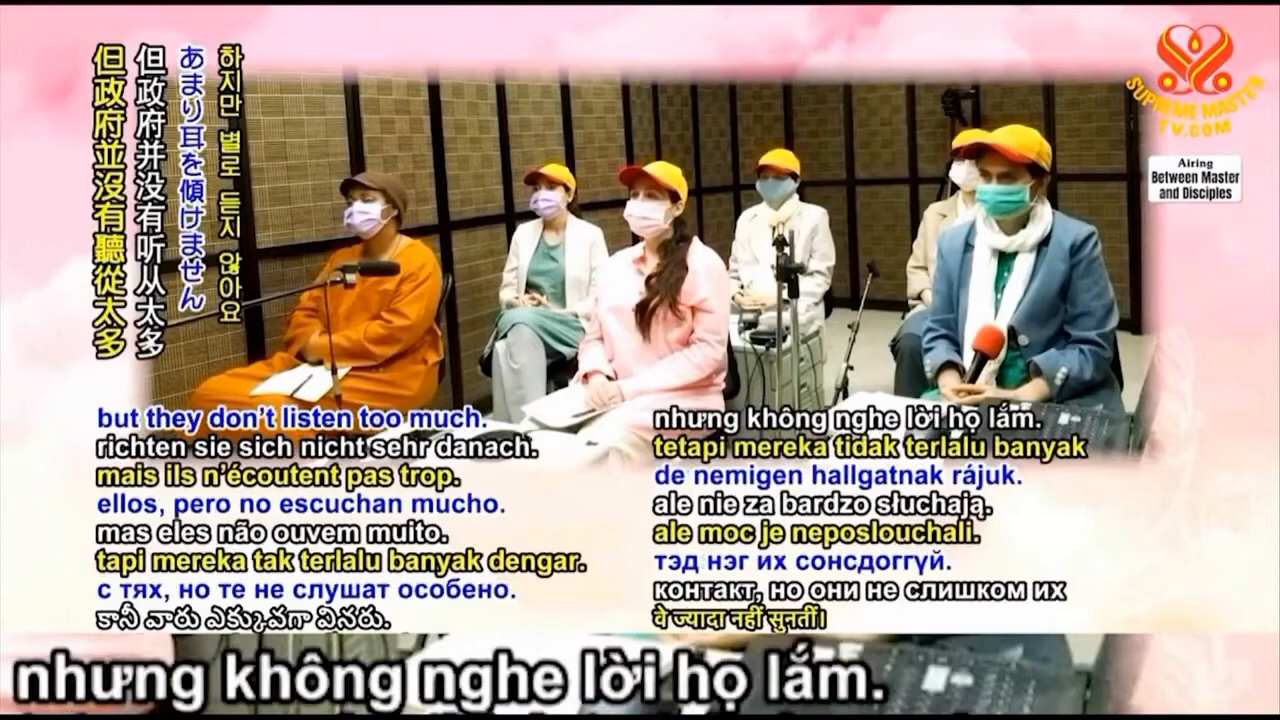 但政府並沒有聽從太多
但政府并没有听从太多
あまり耳を傾けません
하지만 별로 듣지 않아요
SUPREME MASTER
TV.COM
Airing
Between Master
and Disciples
but they don't listen too much.
richten sie sich nicht sehr danach.
mais ils n'écoutent pas trop.
ellos, pero no escuchan mucho.
mas eles não ouvem muito.
tapi mereka tak terlalu banyak dengar.
с тях, но те не слушат особено.
కానీ వారు ఎక్కువగా వినరు.
nhưng không nghe lời họ lắm.
tetapi mereka tidak terlalu banyak
de nemigen hallgatnak rájuk.
ale nie za bardzo słuchają.
ale moc je neposlouchali.
тэд нэг их сонсдоггүй.
контакт, но они не слишком их
वे ज्यादा नहीं सुनतीं।
nhưng không nghe lời họ lắm.